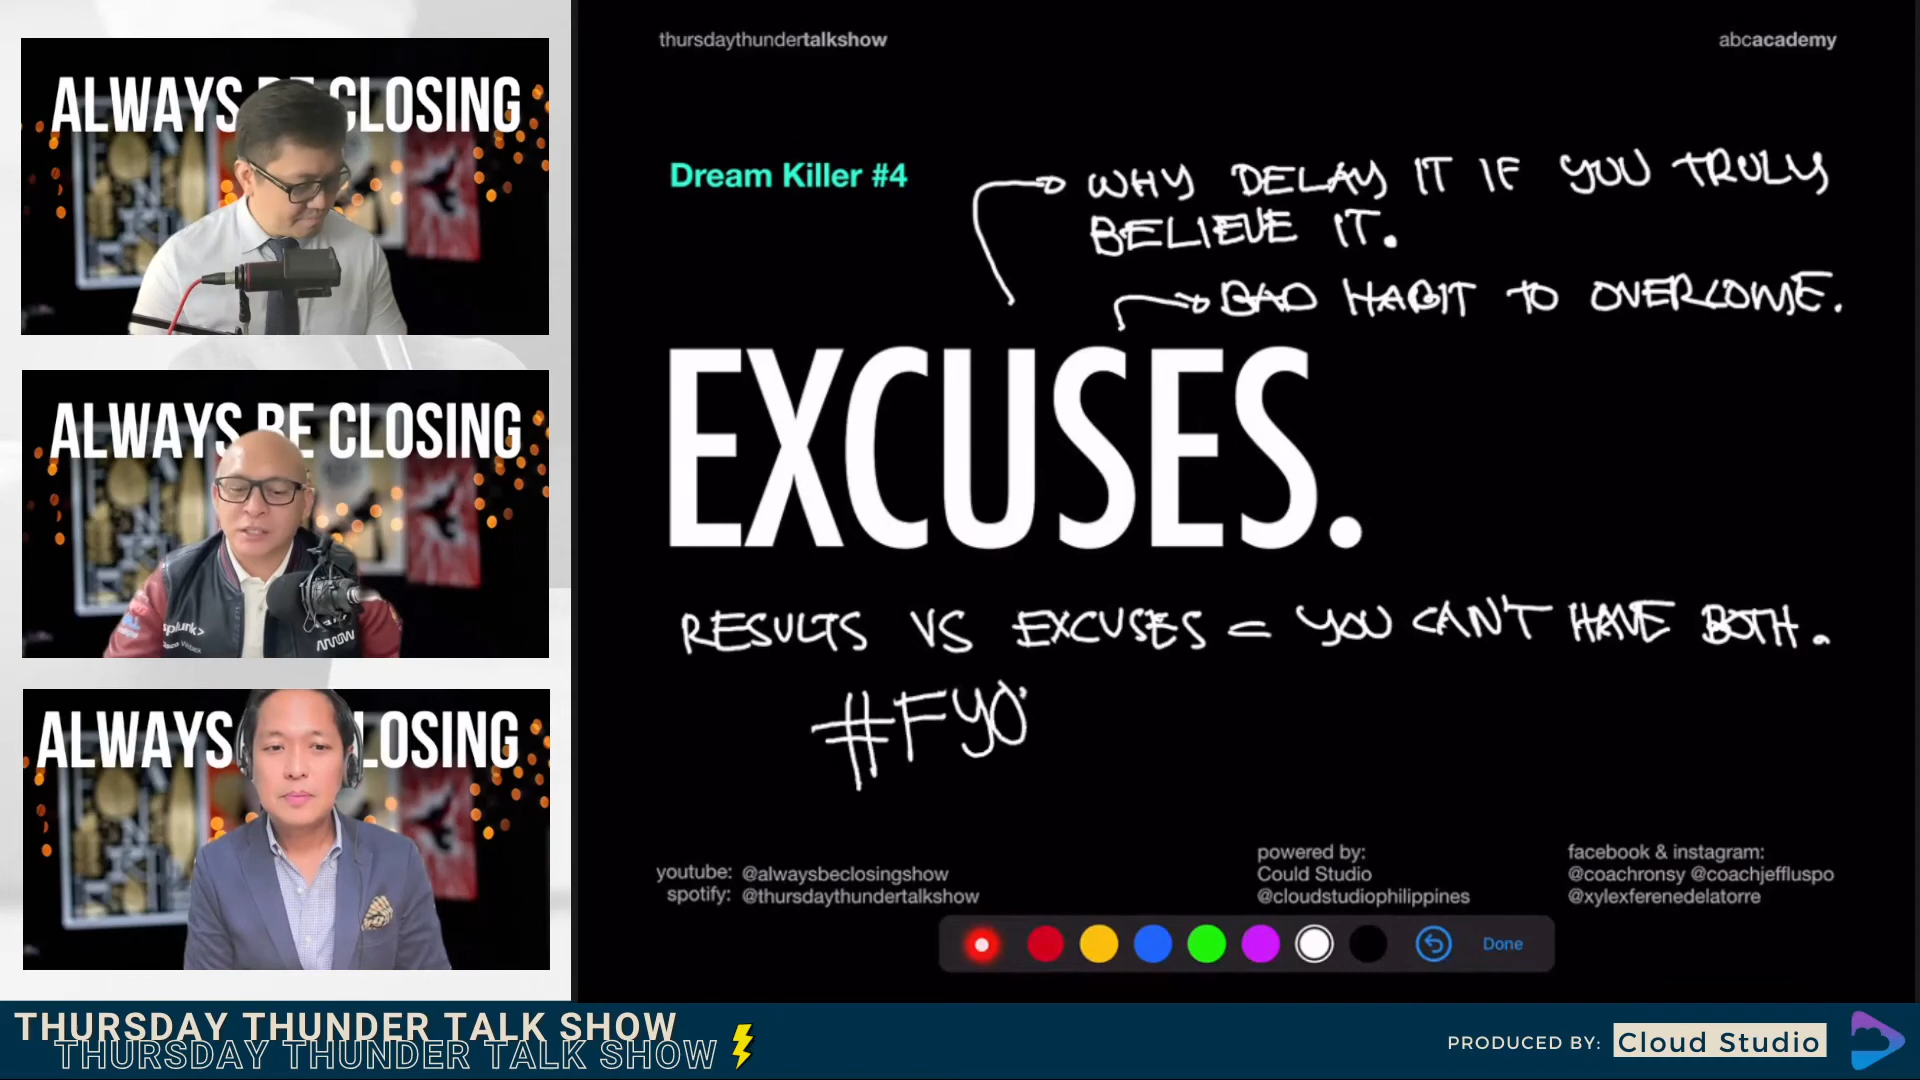 ALWAYS BE CLOSING
ALWAYS BE CLOSING
splunk>
ALWAYS LOSING
thursdaythundertalkshow
abcacademy
Dream Killer #4
WHY DELAY IT IF YOU TRULY
BELIEVE IT.
BAD HABIT TO OVERCOME.
EXCUSES.
RESULTS VS EXCUSES = YOU CAN'T HAVE BOTH.
#FYO
youtube: @alwaysbeclosingshow
spotify: @thursdaythundertalkshow
powered by:
Could Studio
@cloudstudiophilippines
facebook & instagram:
@coachronsy @coachjeffluspo
@xylexferenedelatorre
Done
THURSDAY THUNDER TALK SHOW
THURSDAY THUNDER TALK SHOW
PRODUCED BY: Cloud Studio